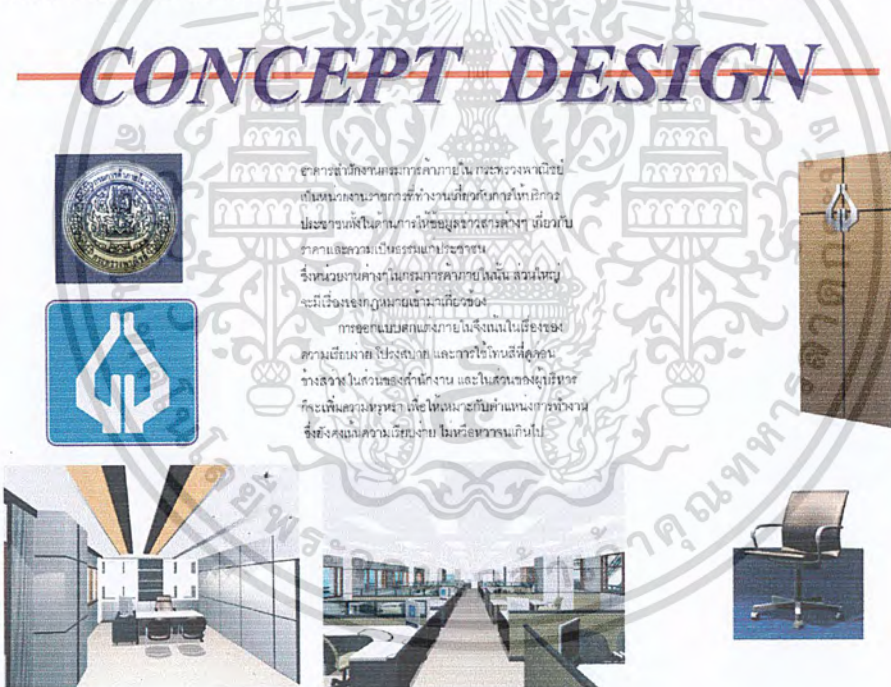 CONCEPT DESIGN
อาคารสำนักงานกรมการค้าภายใน กระทรวงพาณิชย์
เป็นหน่วยงานราชการที่ทำงานเกี่ยวกับการให้บริการ
ประชาชนทั้งในด้านการให้ข้อมูลข่าวสารต่างๆ เกี่ยวกับ
ราคาและความเป็นธรรมแก่ประชาชน
ซึ่งหน่วยงานต่างๆในกรมการค้าภายในนั้น ส่วนใหญ่
จะมีเรื่องของกฎหมายเข้ามาเกี่ยวข้อง
การออกแบบตกแต่งภายในจึงเน้นในเรื่องของ
ความเรียบง่าย โปร่งสบาย และการใช้โทนสีที่ดูค่อน
ข้างสว่าง ในส่วนของสำนักงาน และในส่วนของผู้บริหาร
ก็จะเพิ่มความหรูหรา เพื่อให้เหมาะกับตำแหน่งการทำงาน
ซึ่งยังคงเน้นความเรียบง่าย ไม่หวือหวาจนเกินไป